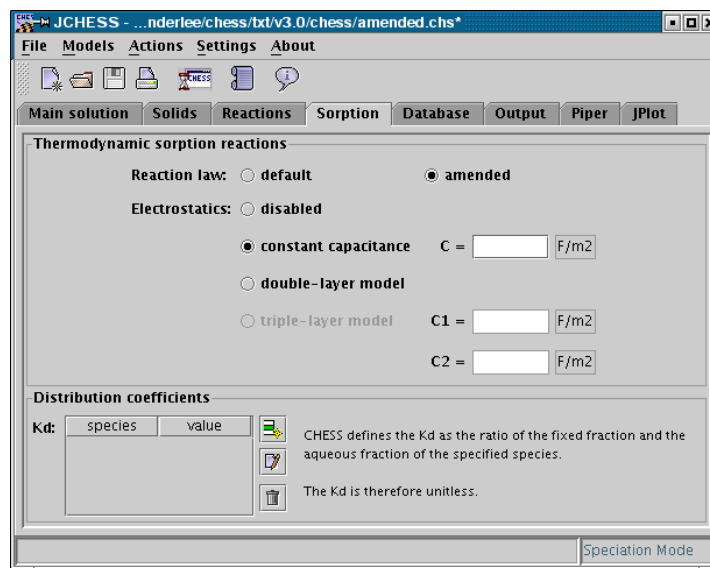 JCHESS - ...nderlee/chess/txt/v3.0/chess/amended.chs*
File Models Actions Settings About
CHESS
Main solution Solids Reactions Sorption Database Output Piper JPlot
Thermodynamic sorption reactions
Reaction law: default amended
Electrostatics: disabled
constant capacitance C = F/m2
double-layer model
triple-layer model C1 = F/m2
C2 = F/m2
Distribution coefficients
Kd: species value
CHESS defines the Kd as the ratio of the fixed fraction and the
aqueous fraction of the specified species.
The Kd is therefore unitless.
Speciation Mode